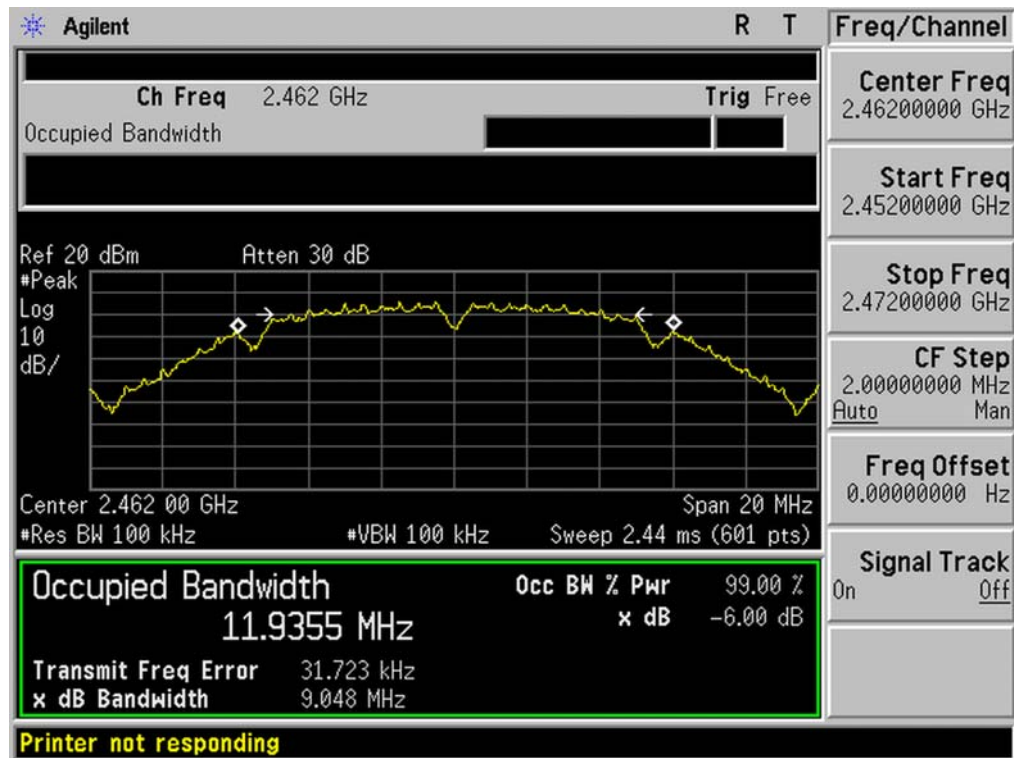 Agilent R T Freq/Channel
Ch Freq 2.462 GHz Trig Free
Occupied Bandwidth
Center Freq
2.46200000 GHz
Start Freq
2.45200000 GHz
Stop Freq
2.47200000 GHz
CF Step
2.00000000 MHz
Auto Man
Freq Offset
0.00000000 Hz
Signal Track
On Off
Ref 20 dBm Atten 30 dB
#Peak
Log
10
dB/
Center 2.462 00 GHz Span 20 MHz
#Res BW 100 kHz #VBW 100 kHz Sweep 2.44 ms (601 pts)
Occupied Bandwidth Occ BW % Pwr 99.00 %
11.9355 MHz x dB -6.00 dB
Transmit Freq Error 31.723 kHz
x dB Bandwidth 9.048 MHz
Printer not responding